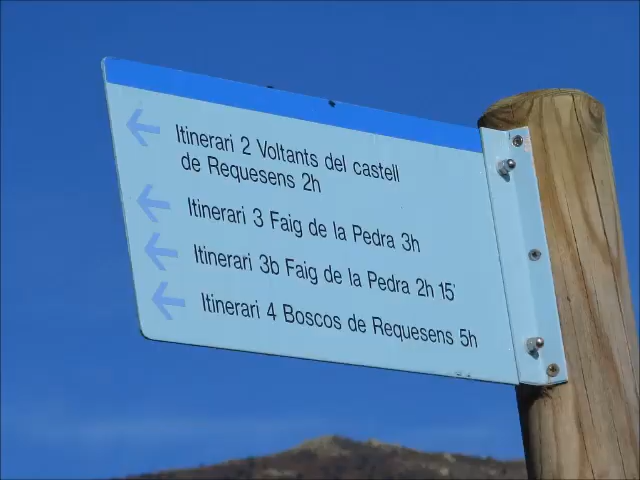 Itinerari 2 Voltants del castell
de Requesens 2h
Itinerari 3 Faig de la Pedra 3h
Itinerari 3b Faig de la Pedra 2h 15'
Itinerari 4 Boscos de Requesens 5h